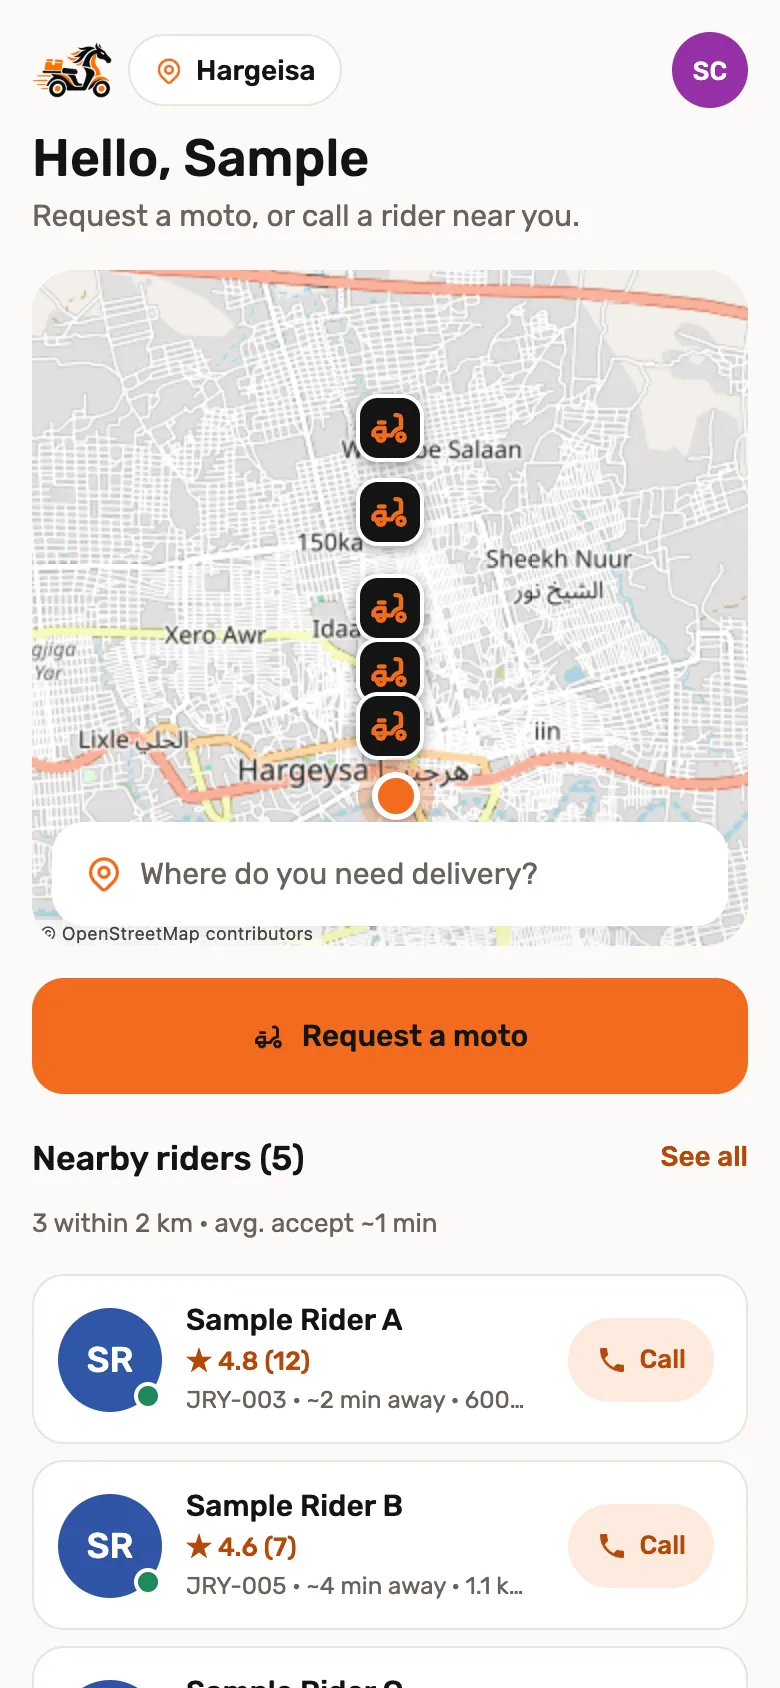 Hargeisa
SC
Hello, Sample
Request a moto, or call a rider near you.
Salaan
150ka
Sheekh Nuur
الشيخ نور
Xero Awr
Idaa
gjiga
Yar
Lixle
iin
Hargeysa
Where do you need delivery?
© OpenStreetMap contributors
Request a moto
Nearby riders (5)
See all
3 within 2 km • avg. accept ~1 min
SR
Sample Rider A
★ 4.8 (12)
JRY-003 • ~2 min away • 600...
Call
SR
Sample Rider B
★ 4.6 (7)
JRY-005 • ~4 min away • 1.1 k...
Call